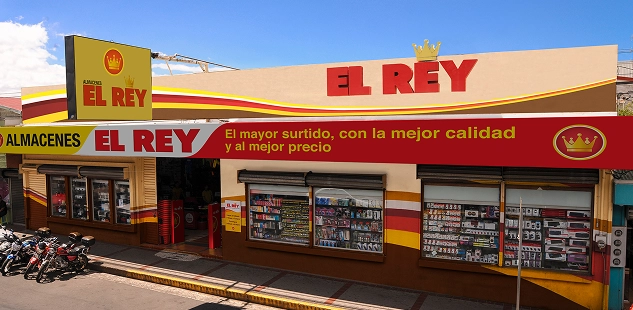 ALMACENES
EL REY
EL REY
ALMACENES EL REY
El mayor surtido, con la mejor calidad
y al mejor precio